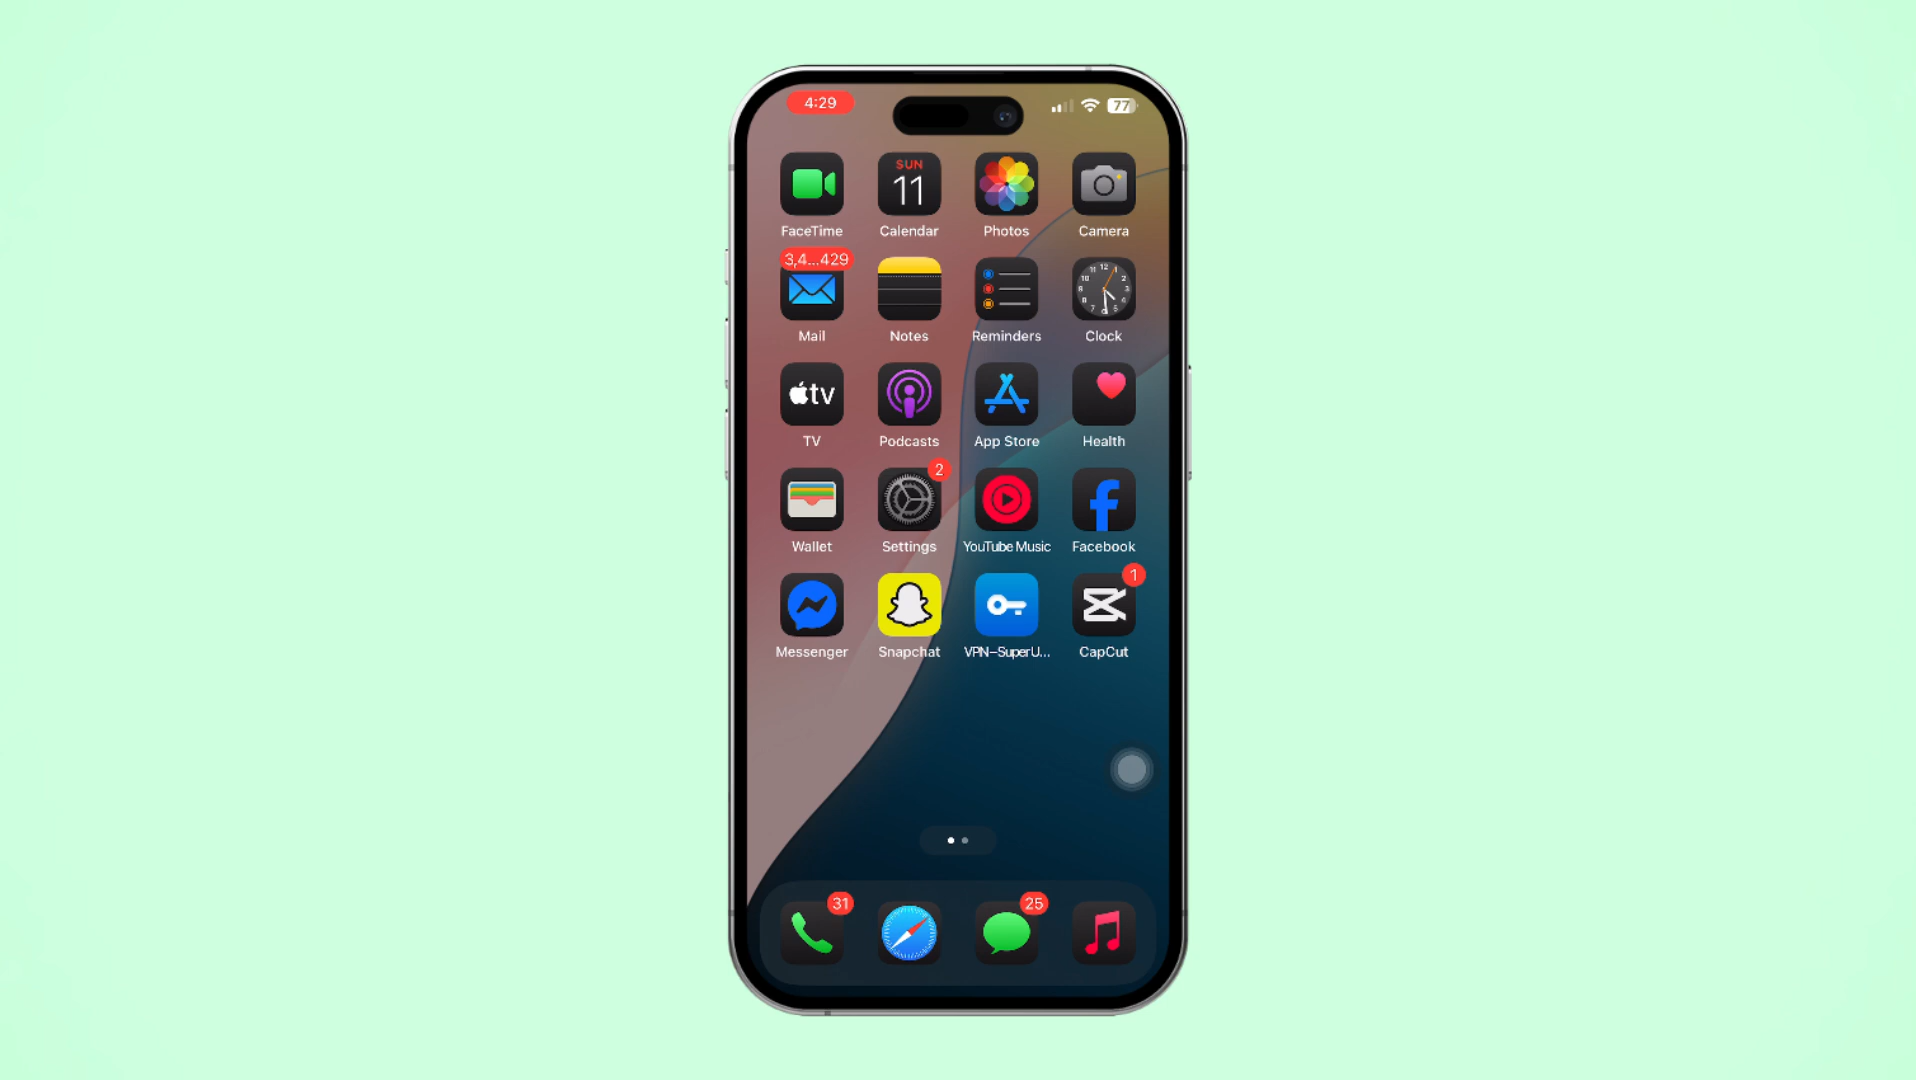 4:29
77
SUN
11
FaceTime
Calendar
Photos
Camera
3,4...429
Mail
Notes
Reminders
Clock
tv
TV
Podcasts
App Store
Health
2
Wallet
Settings
YouTube Music
Facebook
1
Messenger
Snapchat
VPN–SuperU...
CapCut
31
25